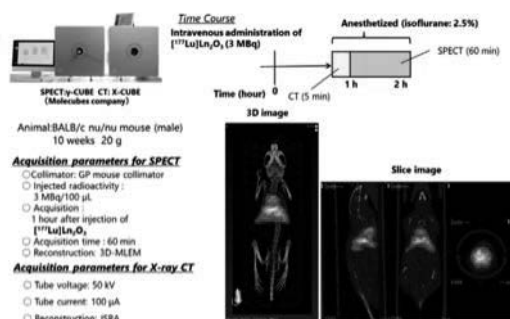 Time Course
Intravenous administration of
[¹⁷⁷Lu]Ln₂O₃ (3 MBq)
Anesthetized (isoflurane: 2.5%)
SPECT (60 min)
CT (5 min)
Time (hour)
0
1 h
2 h
SPECT:γ-CUBE CT: X-CUBE
(Molecubes company)
Animal:BALB/c nu/nu mouse (male)
10 weeks 20 g
Acquisition parameters for SPECT
○Collimator: GP mouse collimator
○Injected radioactivity :
3 MBq/100 μL
○Acquisition :
1 hour after injection of
[¹⁷⁷Lu]Ln₂O₃
○Acquisition time : 60 min
○Reconstruction: 3D-MLEM
Acquisition parameters for X-ray CT
○ Tube voltage: 50 kV
○ Tube current: 100 μA
○ Reconstruction: ISRA
3D image
Slice image